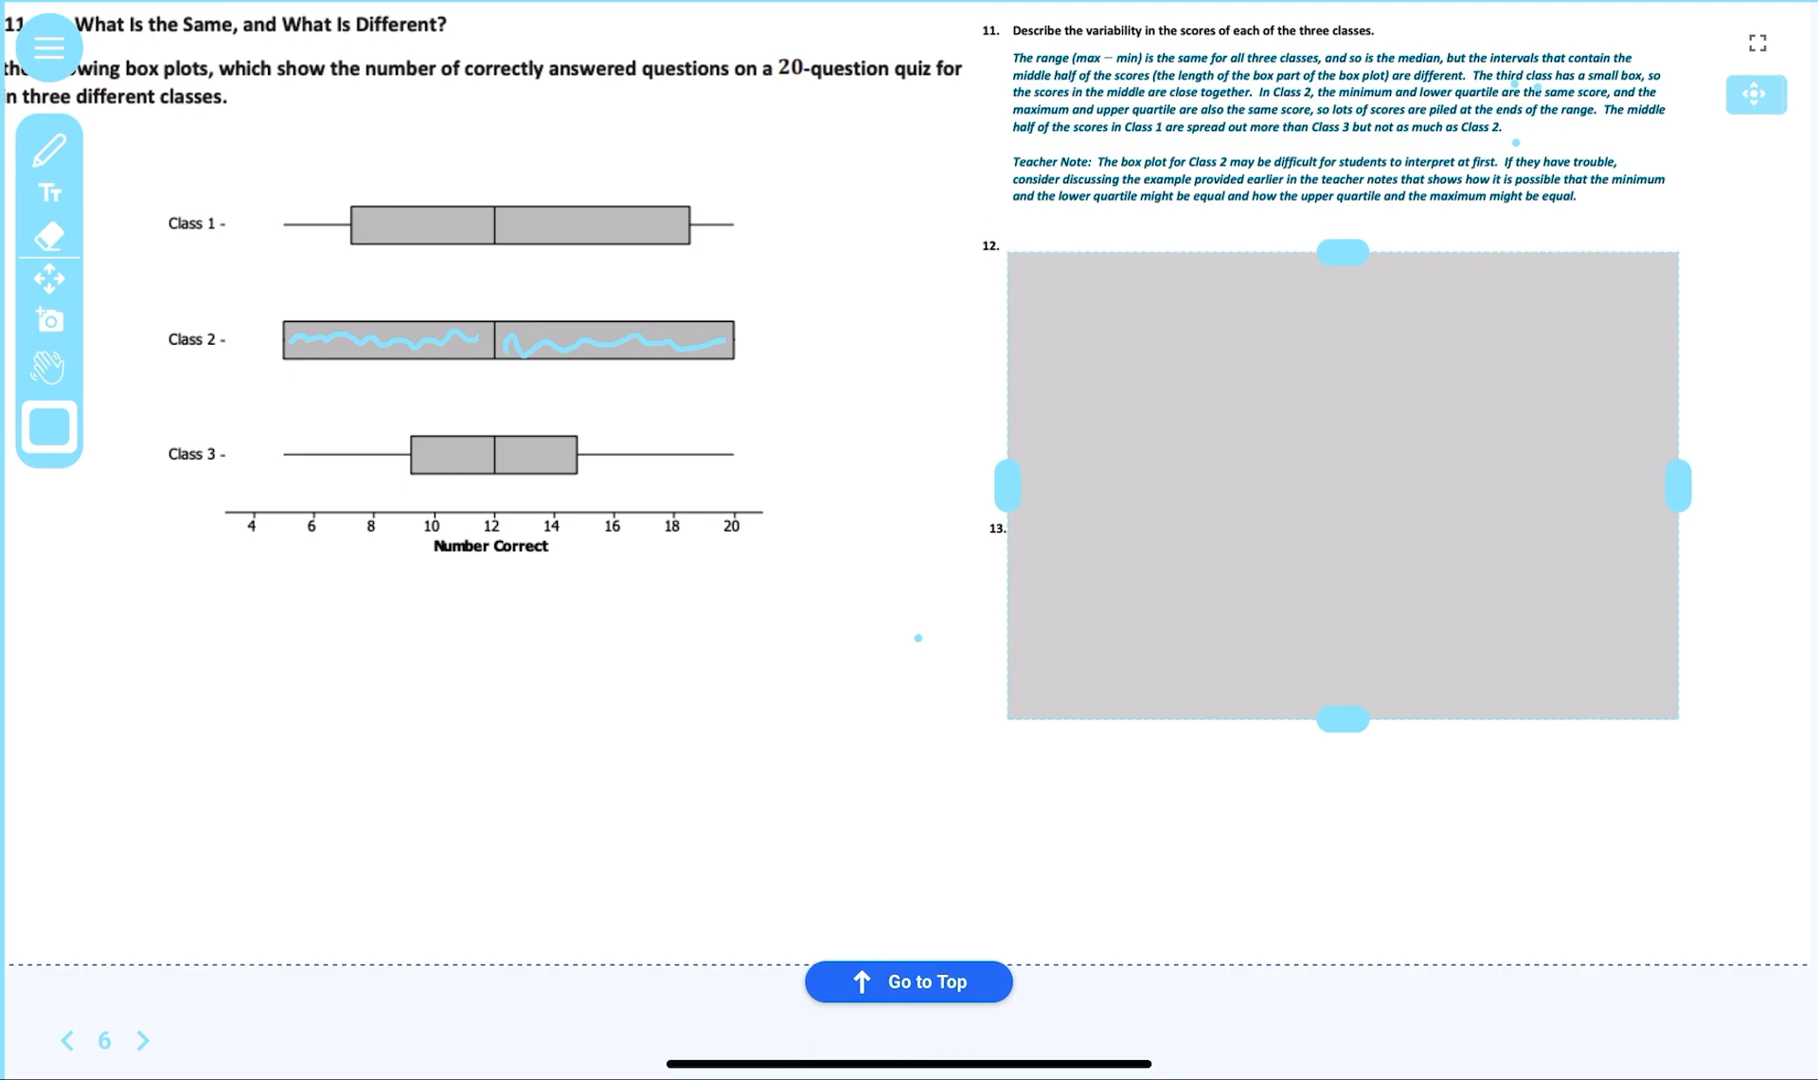 11 What Is the Same, and What Is Different?
wing box plots, which show the number of correctly answered questions on a 20-question quiz for
n three different classes.
Class 1 -
Class 2 -
Class 3 -
4 6 8 10 12 14 16 18 20
Number Correct
11. Describe the variability in the scores of each of the three classes.
The range (max − min) is the same for all three classes, and so is the median, but the intervals that contain the
middle half of the scores (the length of the box part of the box plot) are different. The third class has a small box, so
the scores in the middle are close together. In Class 2, the minimum and lower quartile are the same score, and the
maximum and upper quartile are also the same score, so lots of scores are piled at the ends of the range. The middle
half of the scores in Class 1 are spread out more than Class 3 but not as much as Class 2.
Teacher Note: The box plot for Class 2 may be difficult for students to interpret at first. If they have trouble,
consider discussing the example provided earlier in the teacher notes that shows how it is possible that the minimum
and the lower quartile might be equal and how the upper quartile and the maximum might be equal.
12.
13.
TT
Go to Top
6